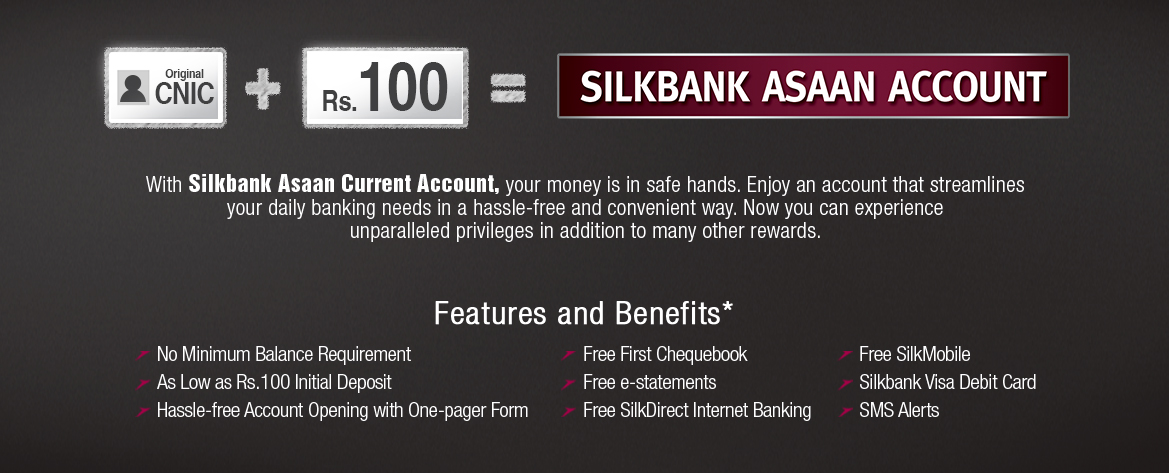 Original
CNIC
+
Rs.100
=
SILKBANK ASAAN ACCOUNT
With Silkbank Asaan Current Account, your money is in safe hands. Enjoy an account that streamlines
your daily banking needs in a hassle-free and convenient way. Now you can experience
unparalleled privileges in addition to many other rewards.
Features and Benefits*
No Minimum Balance Requirement
As Low as Rs.100 Initial Deposit
Hassle-free Account Opening with One-pager Form
Free First Chequebook
Free e-statements
Free SilkDirect Internet Banking
Free SilkMobile
Silkbank Visa Debit Card
SMS Alerts